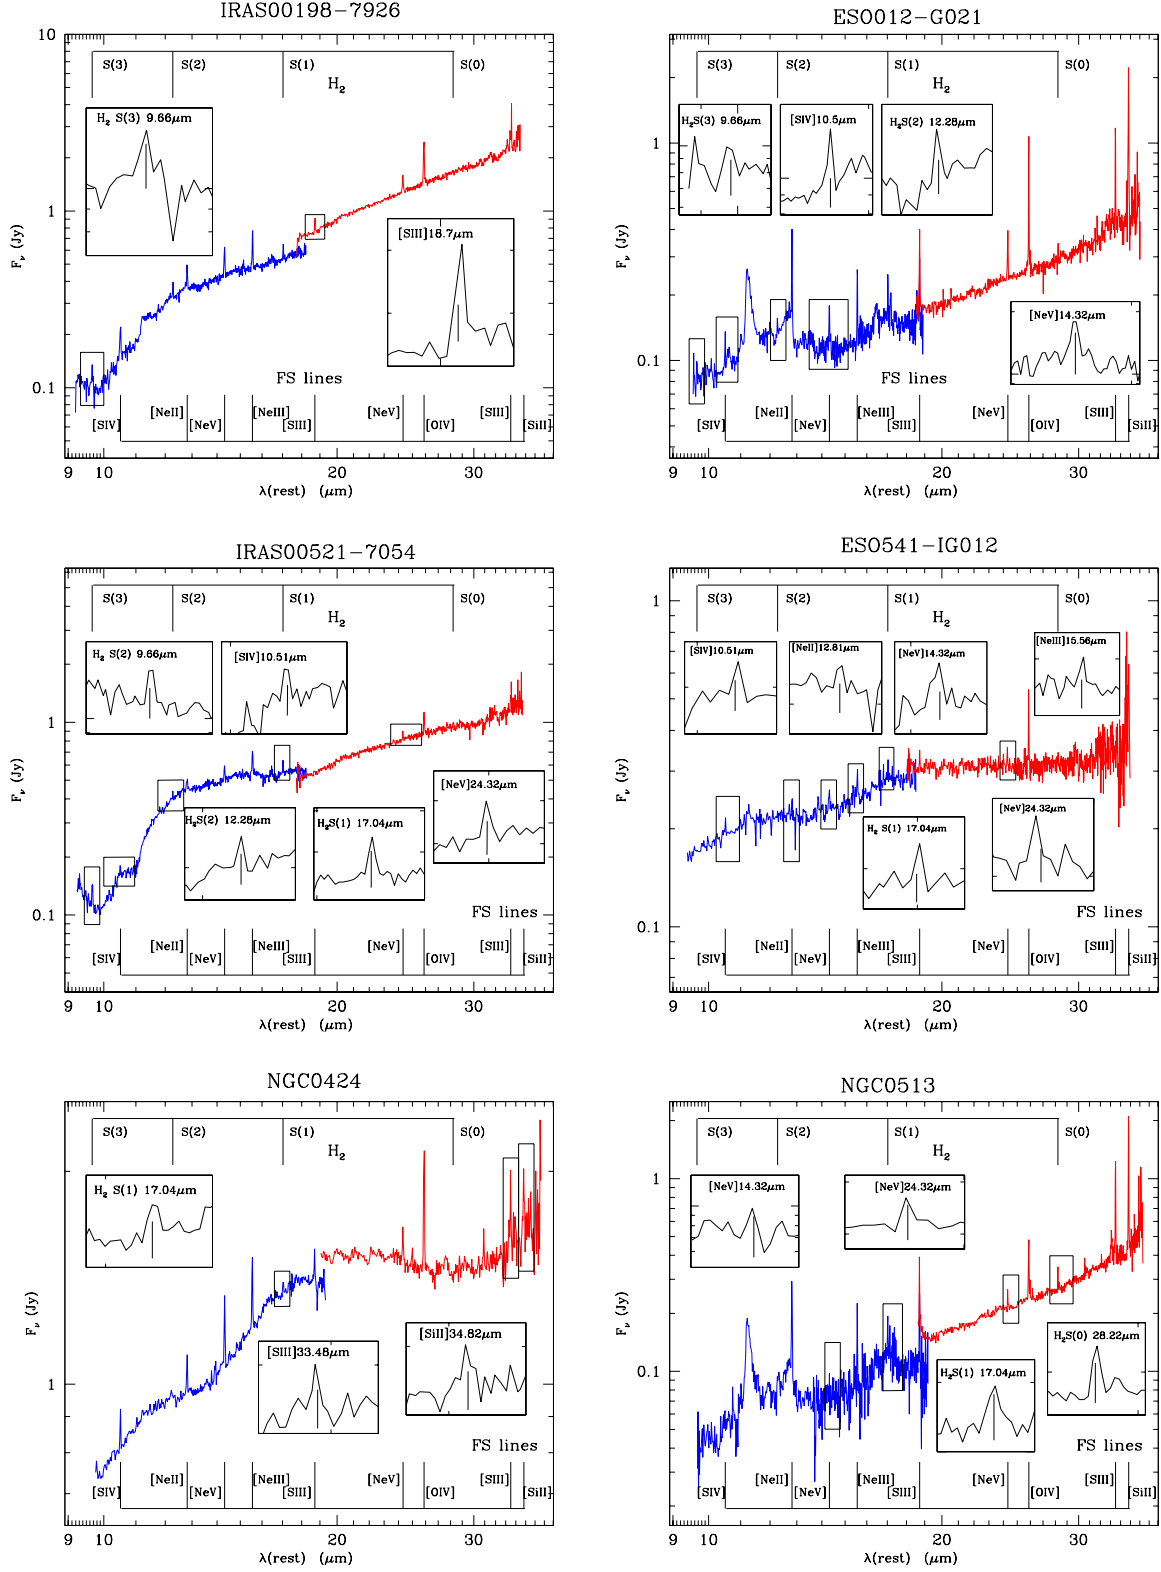 IRAS00198-7926
S(3) S(2) S(1) S(0)
H₂
H₂ S(3) 9.66μm
[SIII]18.7μm
FS lines
[SIV] [NeII] [NeV] [NeIII] [SIII] [NeV] [OIV] [SIII] [SiII]
F_ν (Jy)
10
1
0.1
9 10 20 30
λ(rest) (μm)
ESO012-G021
S(3) S(2) S(1) S(0)
H₂
H₂S(3) 9.66μm
[SIV]10.5μm
H₂S(2) 12.28μm
[NeV]14.32μm
FS lines
[SIV] [NeII] [NeV] [NeIII] [SIII] [NeV] [OIV] [SIII] [SiII]
F_ν (Jy)
1
0.1
10 20 30
λ(rest) (μm)
IRAS00521-7054
S(3) S(2) S(1) S(0)
H₂
H₂ S(2) 9.66μm
[SIV]10.51μm
H₂S(2) 12.28μm
H₂S(1) 17.04μm
[NeV]24.32μm
FS lines
[SIV] [NeII] [NeV] [NeIII] [SIII] [NeV] [OIV] [SIII] [SiII]
F_ν (Jy)
1
0.1
9 10 20 30
λ(rest) (μm)
ESO541-IG012
S(3) S(2) S(1) S(0)
H₂
[SIV]10.51μm
[NeII]12.81μm
[NeV]14.32μm
[NeIII]15.56μm
H₂ S(1) 17.04μm
[NeV]24.32μm
FS lines
[SIV] [NeII] [NeV] [NeIII] [SIII] [NeV] [OIV] [SIII] [SiII]
F_ν (Jy)
1
0.1
10 20 30
λ(rest) (μm)
NGC0424
S(3) S(2) S(1) S(0)
H₂
H₂ S(1) 17.04μm
[SIII]33.48μm
[SiII]34.82μm
FS lines
[SIV] [NeII] [NeV] [NeIII] [SIII] [NeV] [OIV] [SIII] [SiII]
F_ν (Jy)
1
9 10 20 30
λ(rest) (μm)
NGC0513
S(3) S(2) S(1) S(0)
H₂
[NeV]14.32μm
[NeV]24.32μm
H₂S(1) 17.04μm
H₂S(0) 28.22μm
FS lines
[SIV] [NeII] [NeV] [NeIII] [SIII] [NeV] [OIV] [SIII] [SiII]
F_ν (Jy)
1
0.1
10 20 30
λ(rest) (μm)